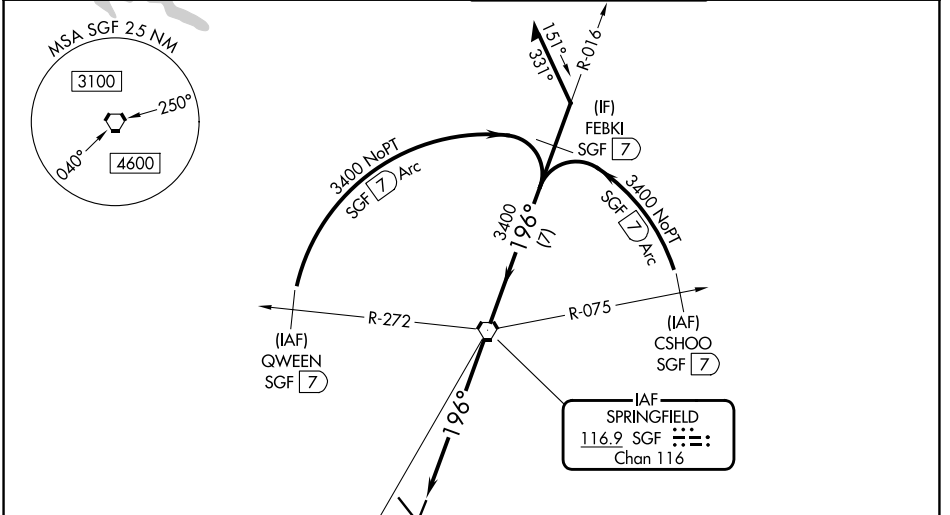 MSA SGF 25 NM
3100
250°
040°
4600
151°
331°
R-016
(IF)
FEBKI
SGF 7
3400 NoPT
SGF 7 Arc
3400 NoPT
SGF 7 Arc
3400
196°
(7)
R-272
R-075
(IAF)
QWEEN
SGF 7
(IAF)
CSHOO
SGF 7
196°
IAF
SPRINGFIELD
116.9 SGF
Chan 116